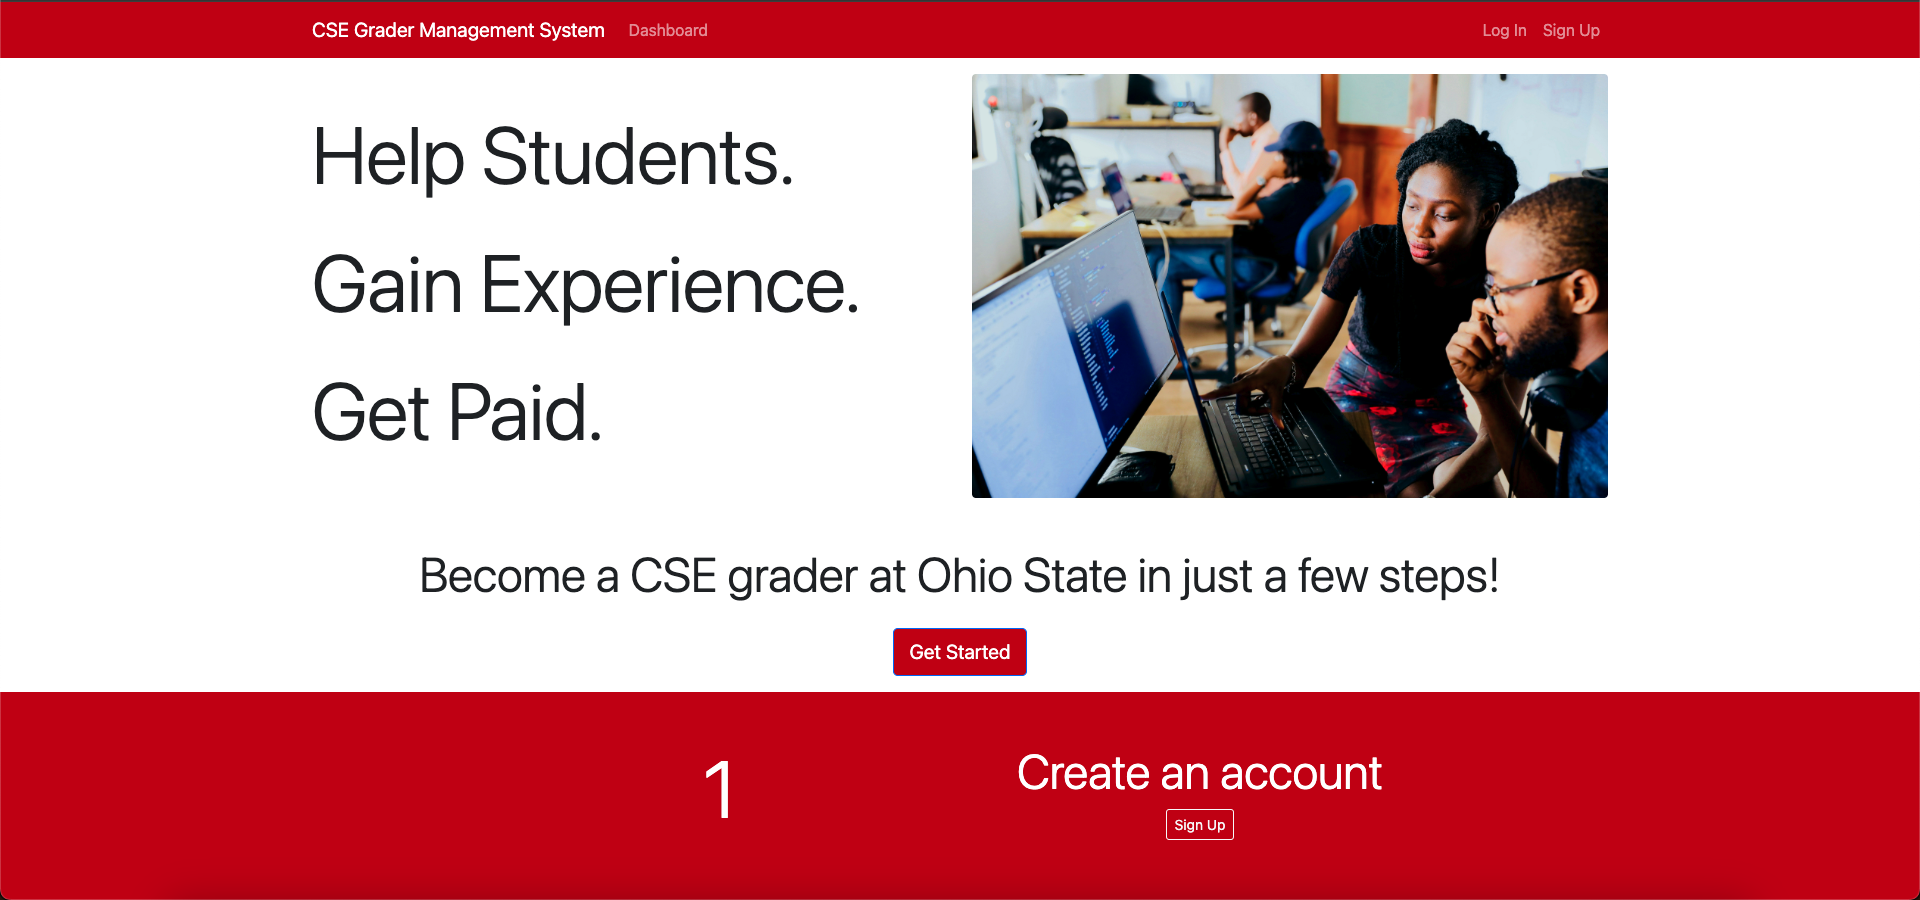 CSE Grader Management System Dashboard Log In Sign Up
Help Students.
Gain Experience.
Get Paid.
Become a CSE grader at Ohio State in just a few steps!
Get Started
1
Create an account
Sign Up